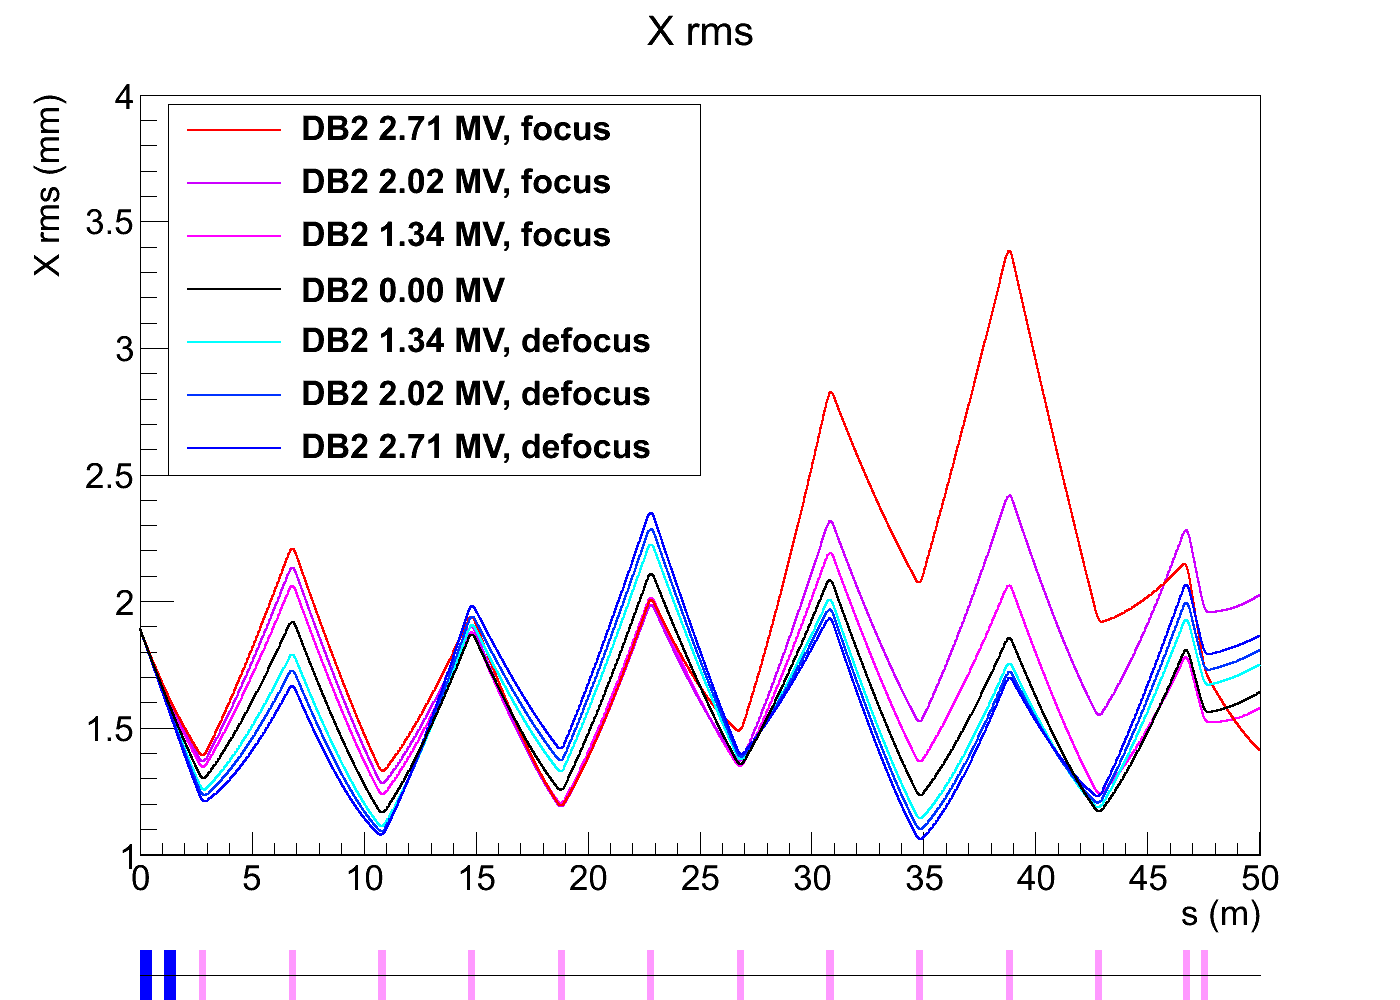 X rms
X rms (mm)
4
3.5
3
2.5
2
1.5
1
DB2 2.71 MV, focus
DB2 2.02 MV, focus
DB2 1.34 MV, focus
DB2 0.00 MV
DB2 1.34 MV, defocus
DB2 2.02 MV, defocus
DB2 2.71 MV, defocus
0 5 10 15 20 25 30 35 40 45 50
s (m)